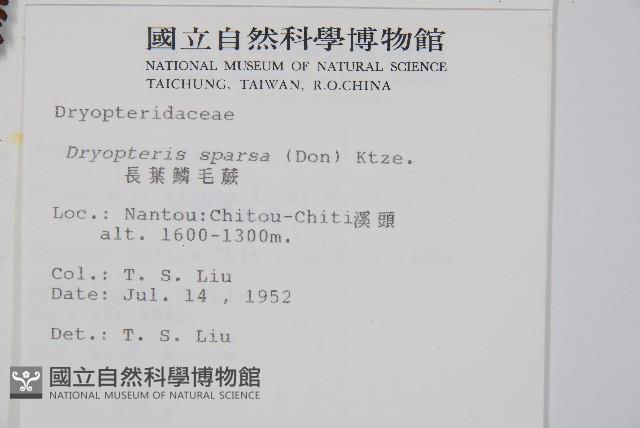 國立自然科學博物館
NATIONAL MUSEUM OF NATURAL SCIENCE
TAICHUNG, TAIWAN, R.O.CHINA
Dryopteridaceae
Dryopteris sparsa (Don) Ktze.
長葉鱗毛蕨
Loc.: Nantou:Chitou-Chiti溪頭
alt. 1600-1300m.
Col.: T. S. Liu
Date: Jul. 14 , 1952
Det.: T. S. Liu
國立自然科學博物館
NATIONAL MUSEUM OF NATURAL SCIENCE